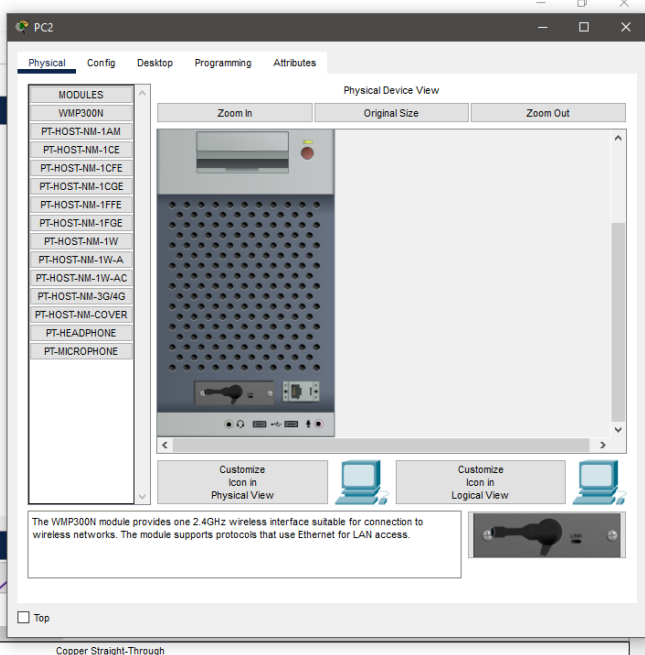 PC2
Physical Config Desktop Programming Attributes
MODULES
WMP300N
PT-HOST-NM-1AM
PT-HOST-NM-1CE
PT-HOST-NM-1CFE
PT-HOST-NM-1CGE
PT-HOST-NM-1FFE
PT-HOST-NM-1FGE
PT-HOST-NM-1W
PT-HOST-NM-1W-A
PT-HOST-NM-1W-AC
PT-HOST-NM-3G/4G
PT-HOST-NM-COVER
PT-HEADPHONE
PT-MICROPHONE
Physical Device View
Zoom In Original Size Zoom Out
Customize
Icon in
Physical View
Customize
Icon in
Logical View
The WMP300N module provides one 2.4GHz wireless interface suitable for connection to
wireless networks. The module supports protocols that use Ethernet for LAN access.
LINK
Top
Copper Straight-Through